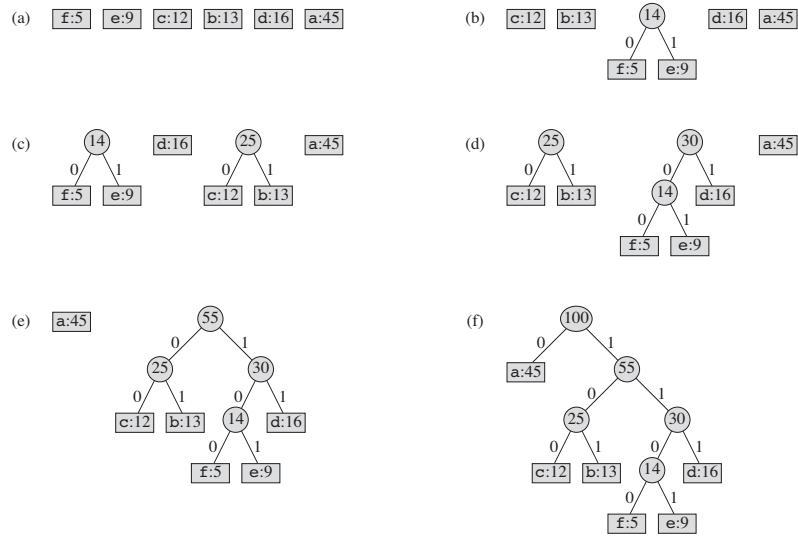 (a) f:5 e:9 c:12 b:13 d:16 a:45
(b) c:12 b:13 14 d:16 a:45
0 1
f:5 e:9
(c) 14 d:16 25 a:45
0 1 0 1
f:5 e:9 c:12 b:13
(d) 25 30 a:45
0 1 0 1
c:12 b:13 14 d:16
0 1
f:5 e:9
(e) a:45 55
0 1
25 30
0 1 0 1
c:12 b:13 14 d:16
0 1
f:5 e:9
(f) 100
0 1
a:45 55
0 1
25 30
0 1 0 1
c:12 b:13 14 d:16
0 1
f:5 e:9